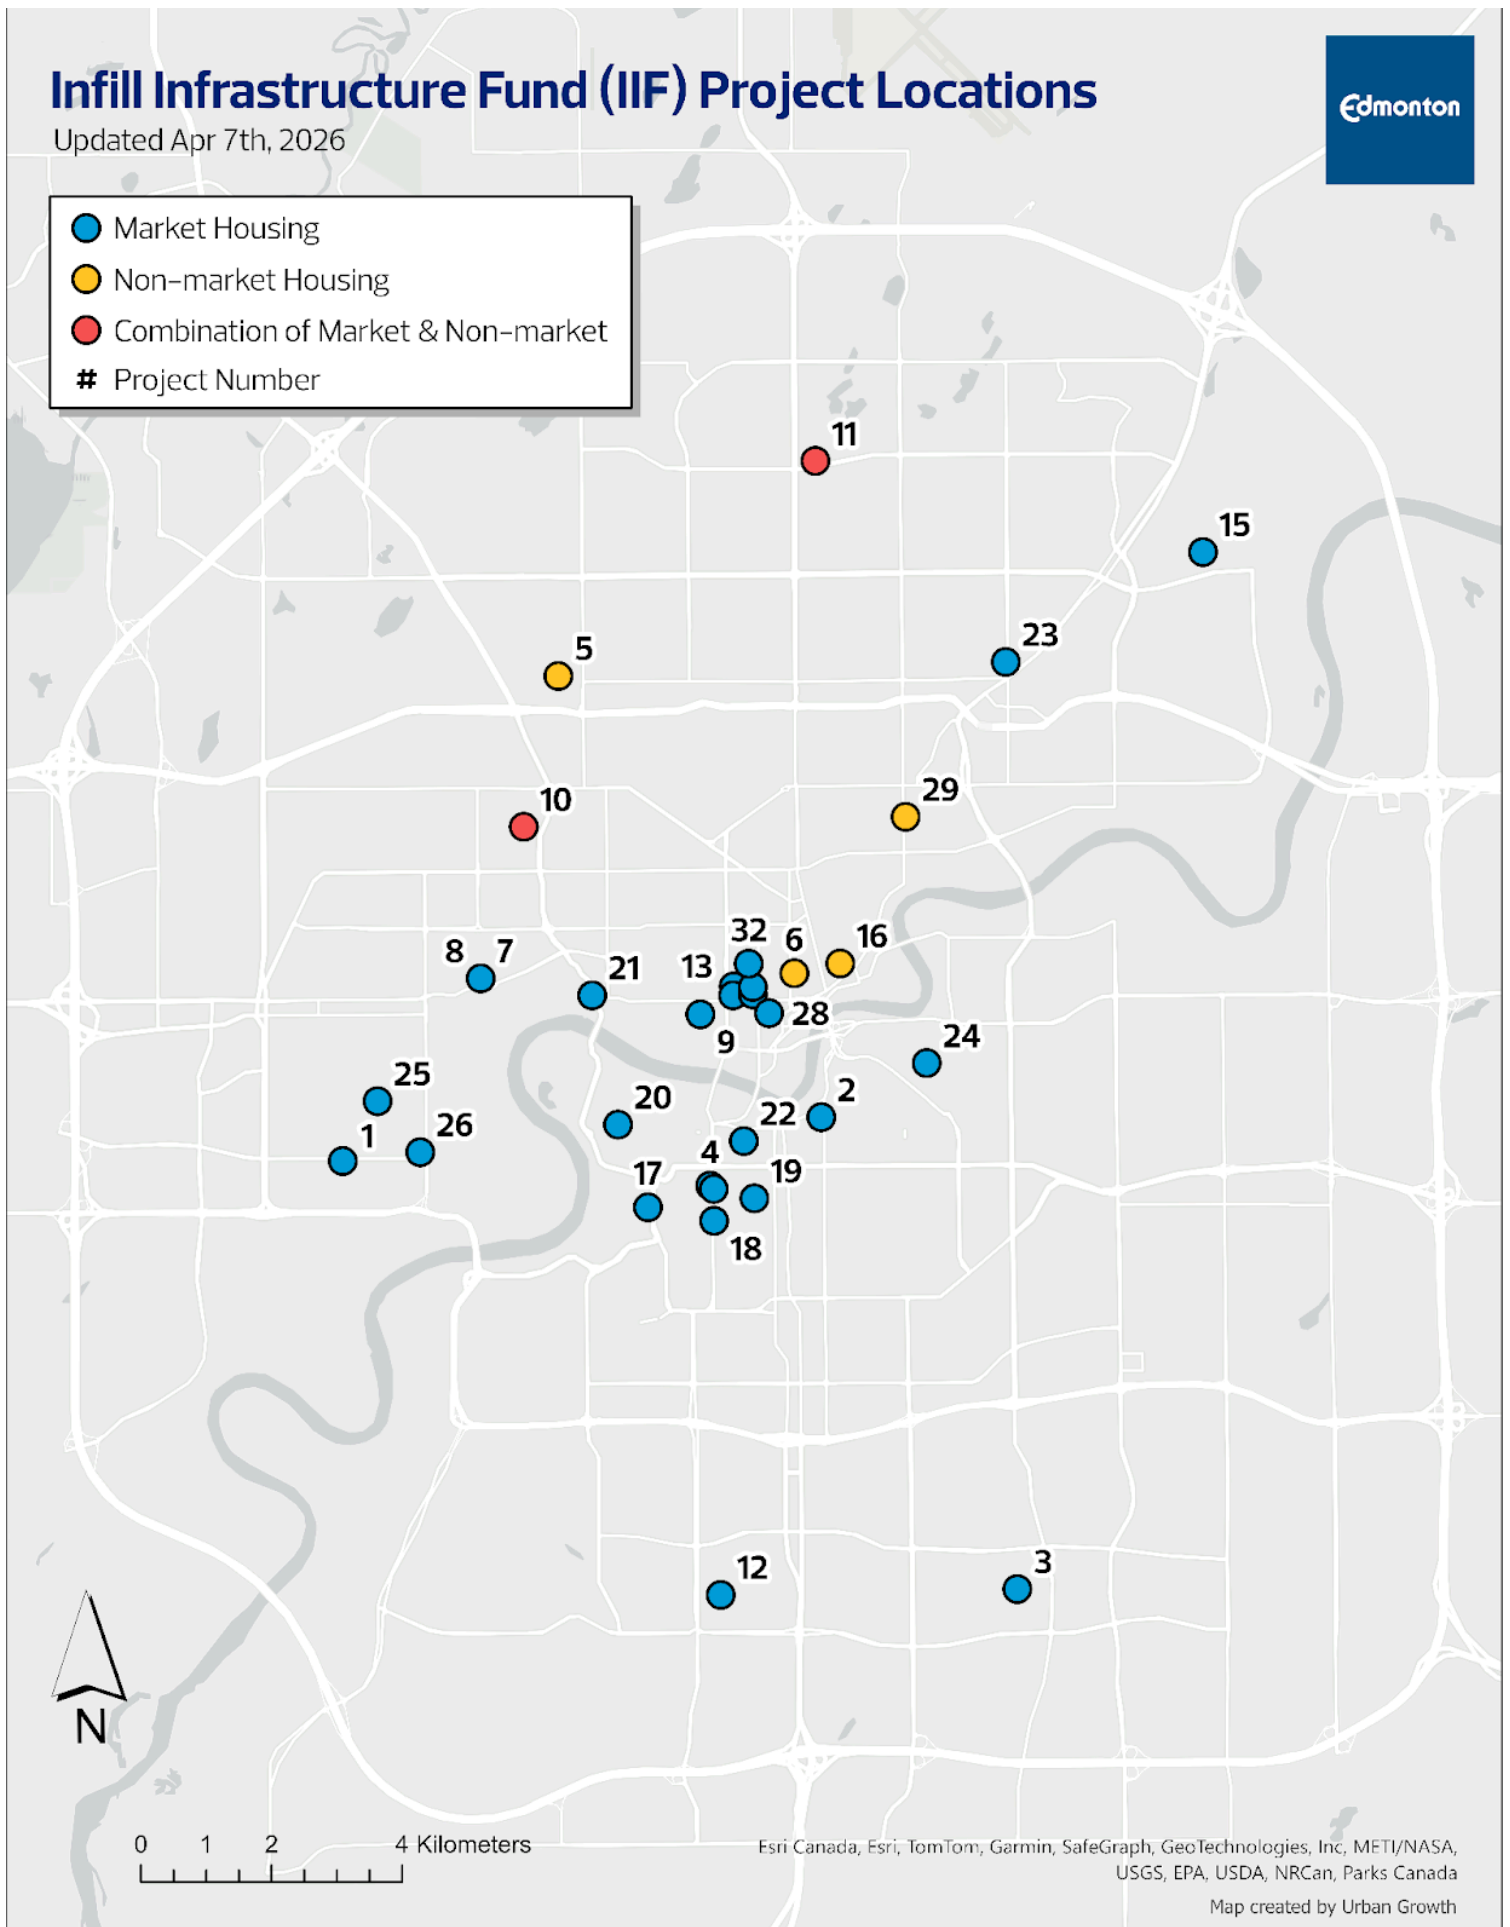 Infill Infrastructure Fund (IIF) Project Locations
Updated Apr 7th, 2026
Edmonton
Market Housing
Non-market Housing
Combination of Market & Non-market
# Project Number
11
15
23
5
10
29
32
6
16
8
7
13
21
28
9
24
25
2
20
22
26
1
4
17
19
18
3
12
N
0 1 2 4 Kilometers
Esri Canada, Esri, TomTom, Garmin, SafeGraph, GeoTechnologies, Inc, METI/NASA,
USGS, EPA, USDA, NRCan, Parks Canada
Map created by Urban Growth